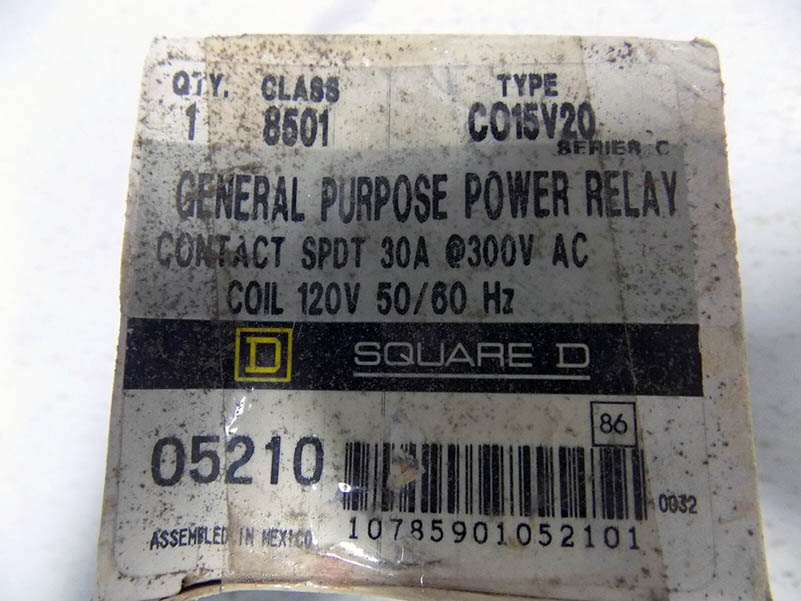 QTY. CLASS TYPE
1 8501 CO15V20
SERIES C
GENERAL PURPOSE POWER RELAY
CONTACT SPDT 30A @300V AC
COIL 120V 50/60 Hz
D SQUARE D
86
05210
0032
ASSEMBLED IN MEXICO
10785901052101